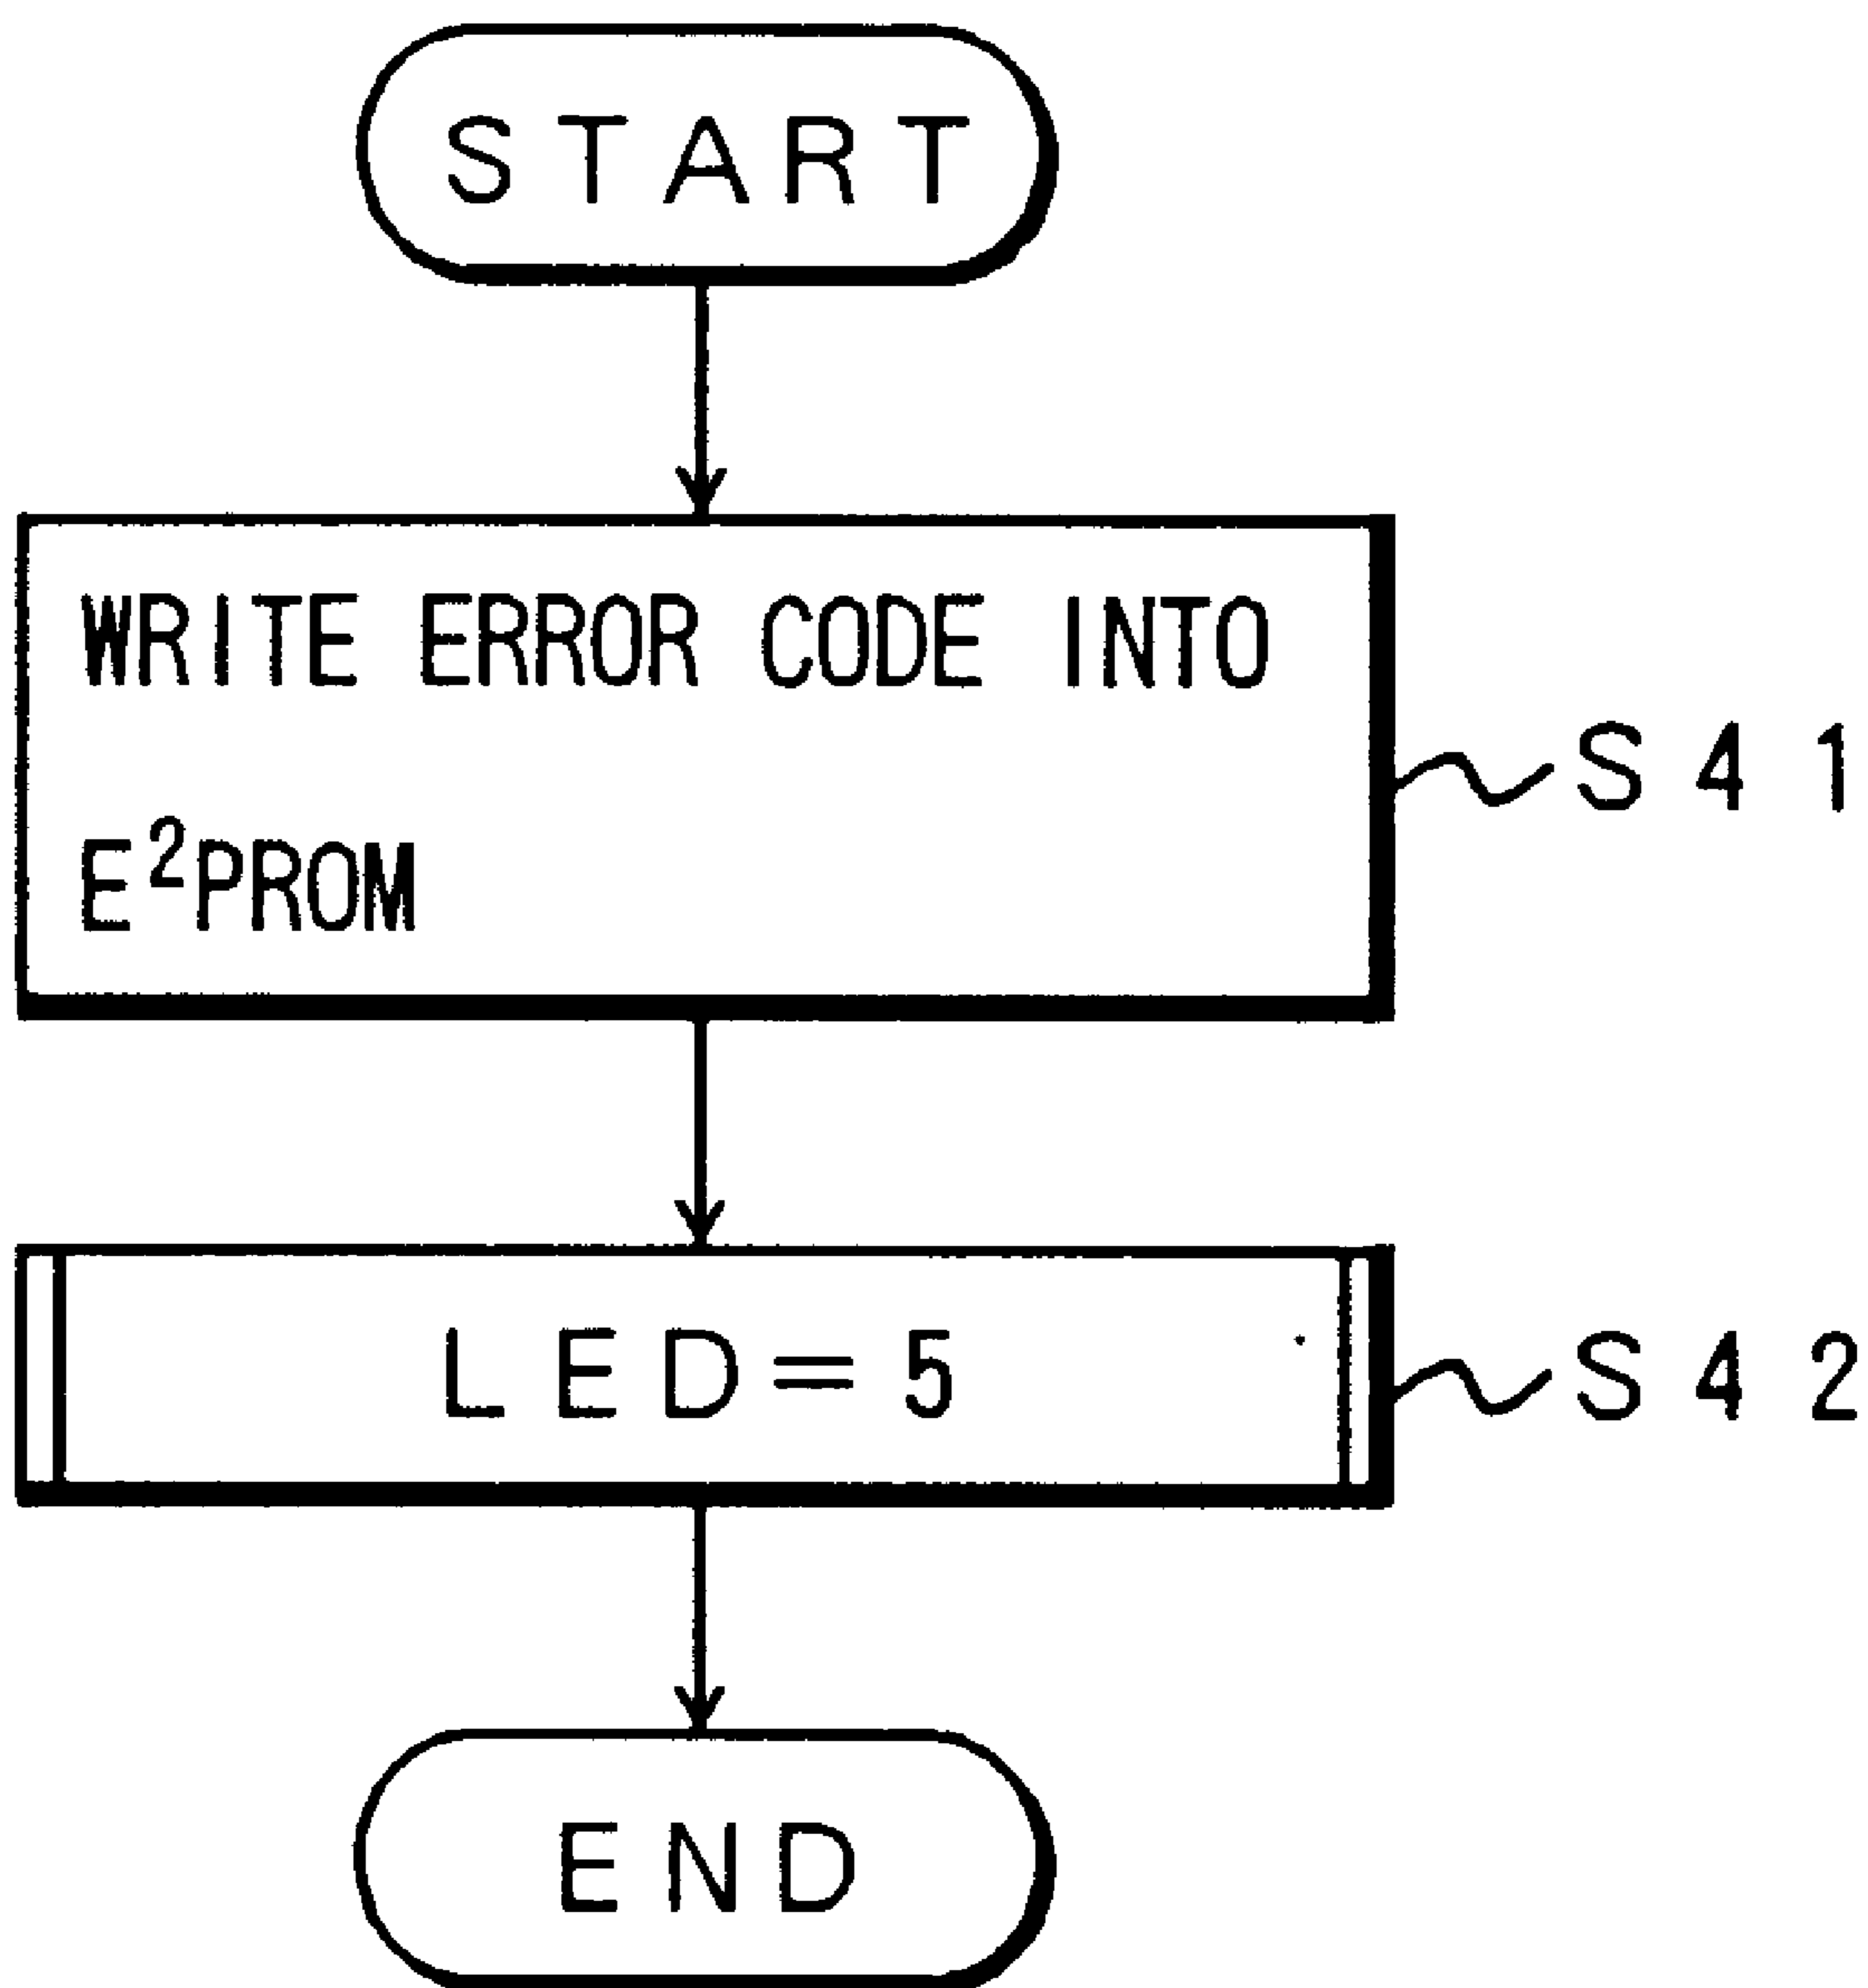 START
WRITE ERROR CODE INTO
E²PROM
S41
LED=5
S42
END